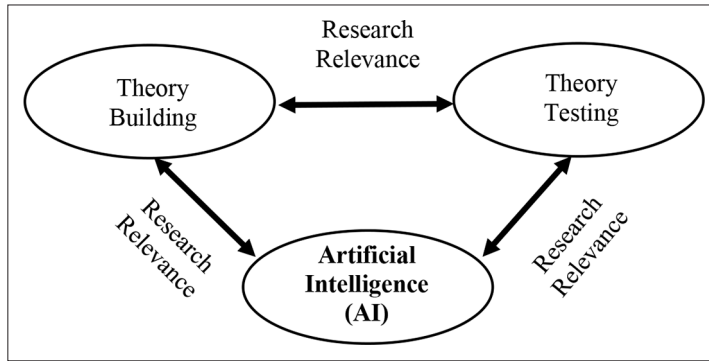 Research
Relevance
Theory
Building
Theory
Testing
Research
Relevance
Research
Relevance
Artificial
Intelligence
(AI)